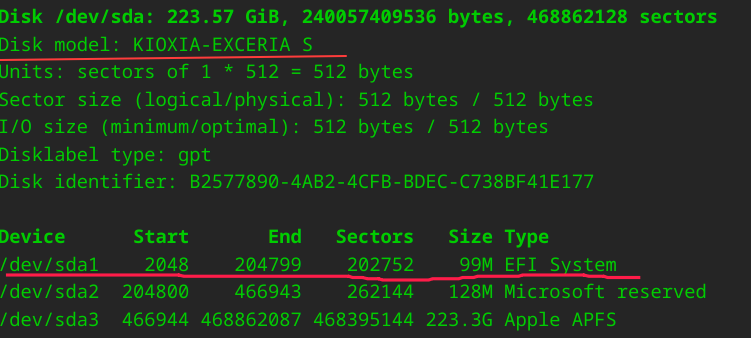 Disk /dev/sda: 223.57 GiB, 240057409536 bytes, 468862128 sectors
Disk model: KIOXIA-EXCERIA S
Units: sectors of 1 * 512 = 512 bytes
Sector size (logical/physical): 512 bytes / 512 bytes
I/O size (minimum/optimal): 512 bytes / 512 bytes
Disklabel type: gpt
Disk identifier: B2577890-4AB2-4CFB-BDEC-C738BF41E177
Device Start End Sectors Size Type
/dev/sda1 2048 204799 202752 99M EFI System
/dev/sda2 204800 466943 262144 128M Microsoft reserved
/dev/sda3 466944 468862087 468395144 223.3G Apple APFS